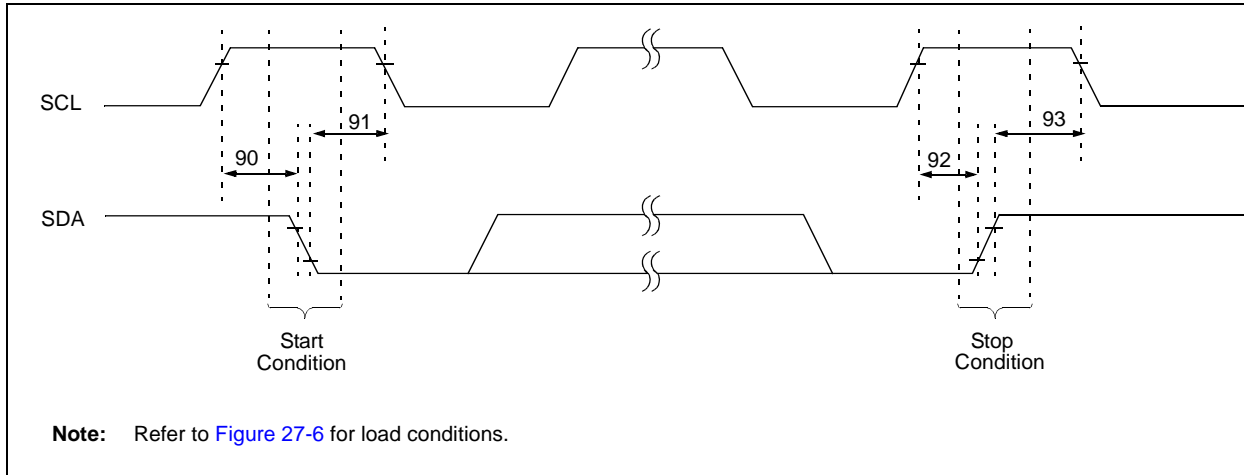 SCL
91
93
90
92
SDA
Start
Condition
Stop
Condition
Note: Refer to Figure 27-6 for load conditions.